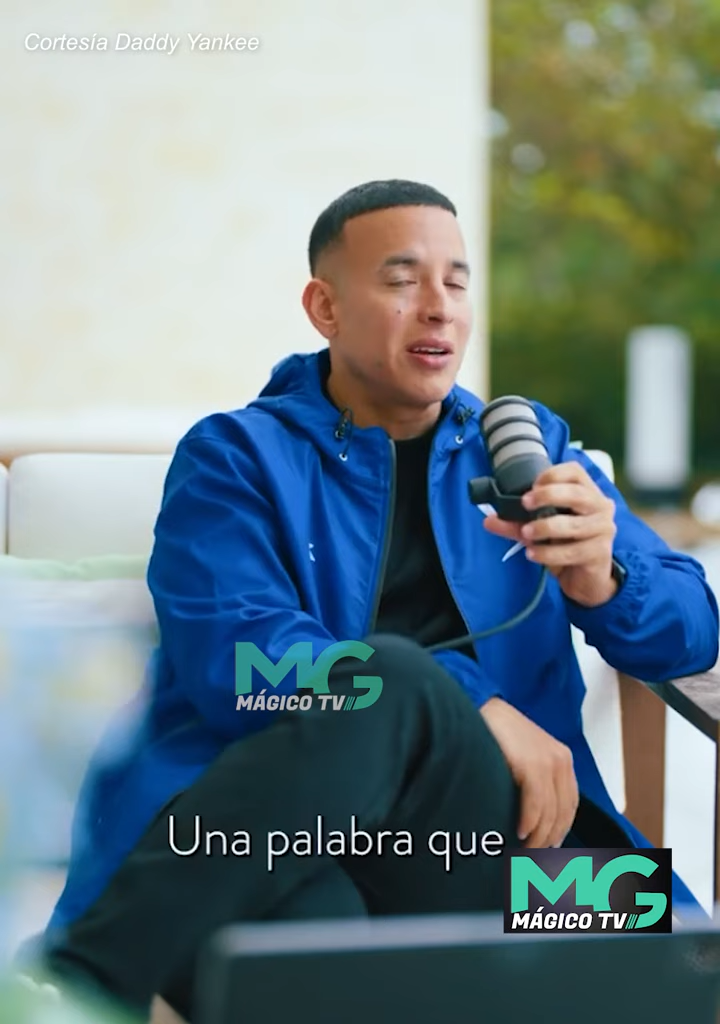 Cortesía Daddy Yankee
MG
MÁGICO TV
Una palabra que
MG
MÁGICO TV